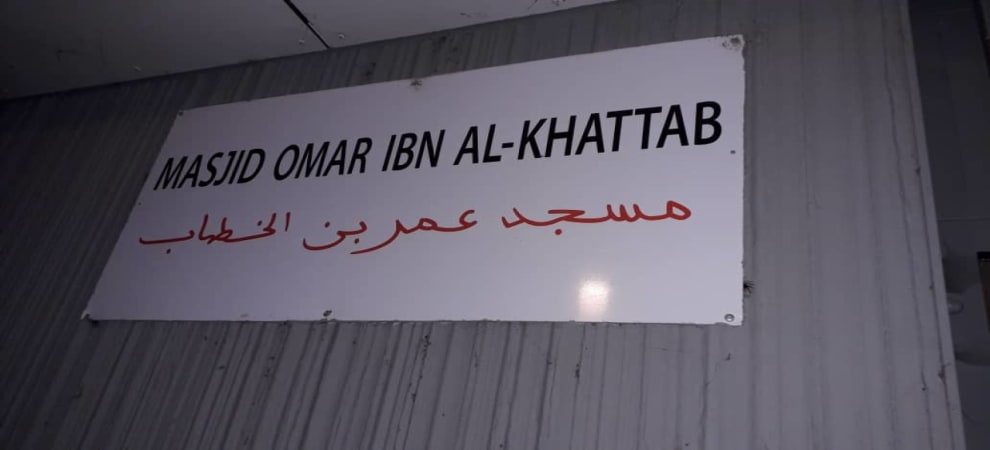 MASJID OMAR IBN AL-KHATTAB
مسجد عمر بن الخطاب